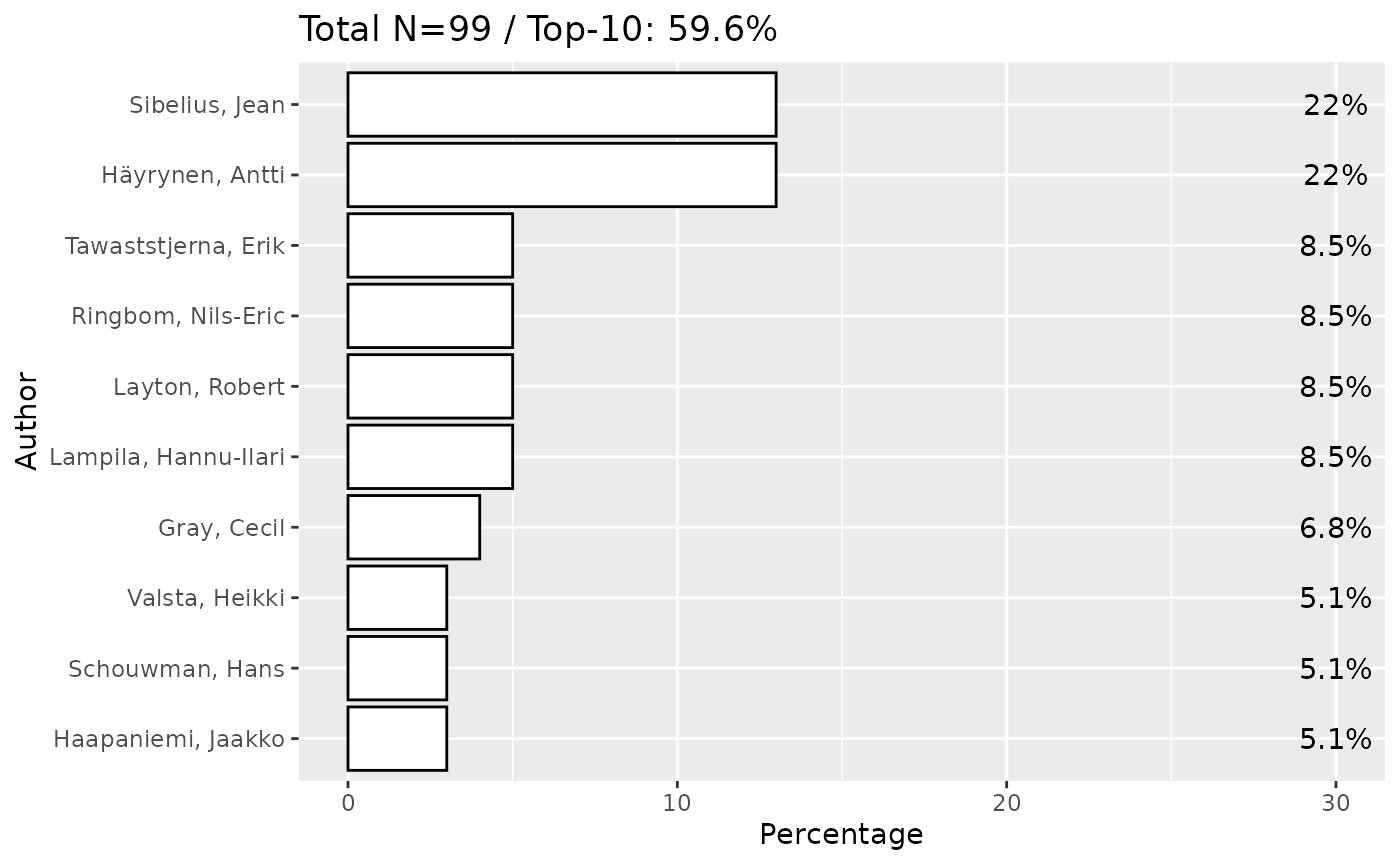 Total N=99 / Top-10: 59.6%
Sibelius, Jean 22%
Häyrynen, Antti 22%
Tawaststjerna, Erik 8.5%
Ringbom, Nils-Eric 8.5%
Layton, Robert 8.5%
Lampila, Hannu-Ilari 8.5%
Gray, Cecil 6.8%
Valsta, Heikki 5.1%
Schouwman, Hans 5.1%
Haapaniemi, Jaakko 5.1%
Author
0 10 20 30
Percentage